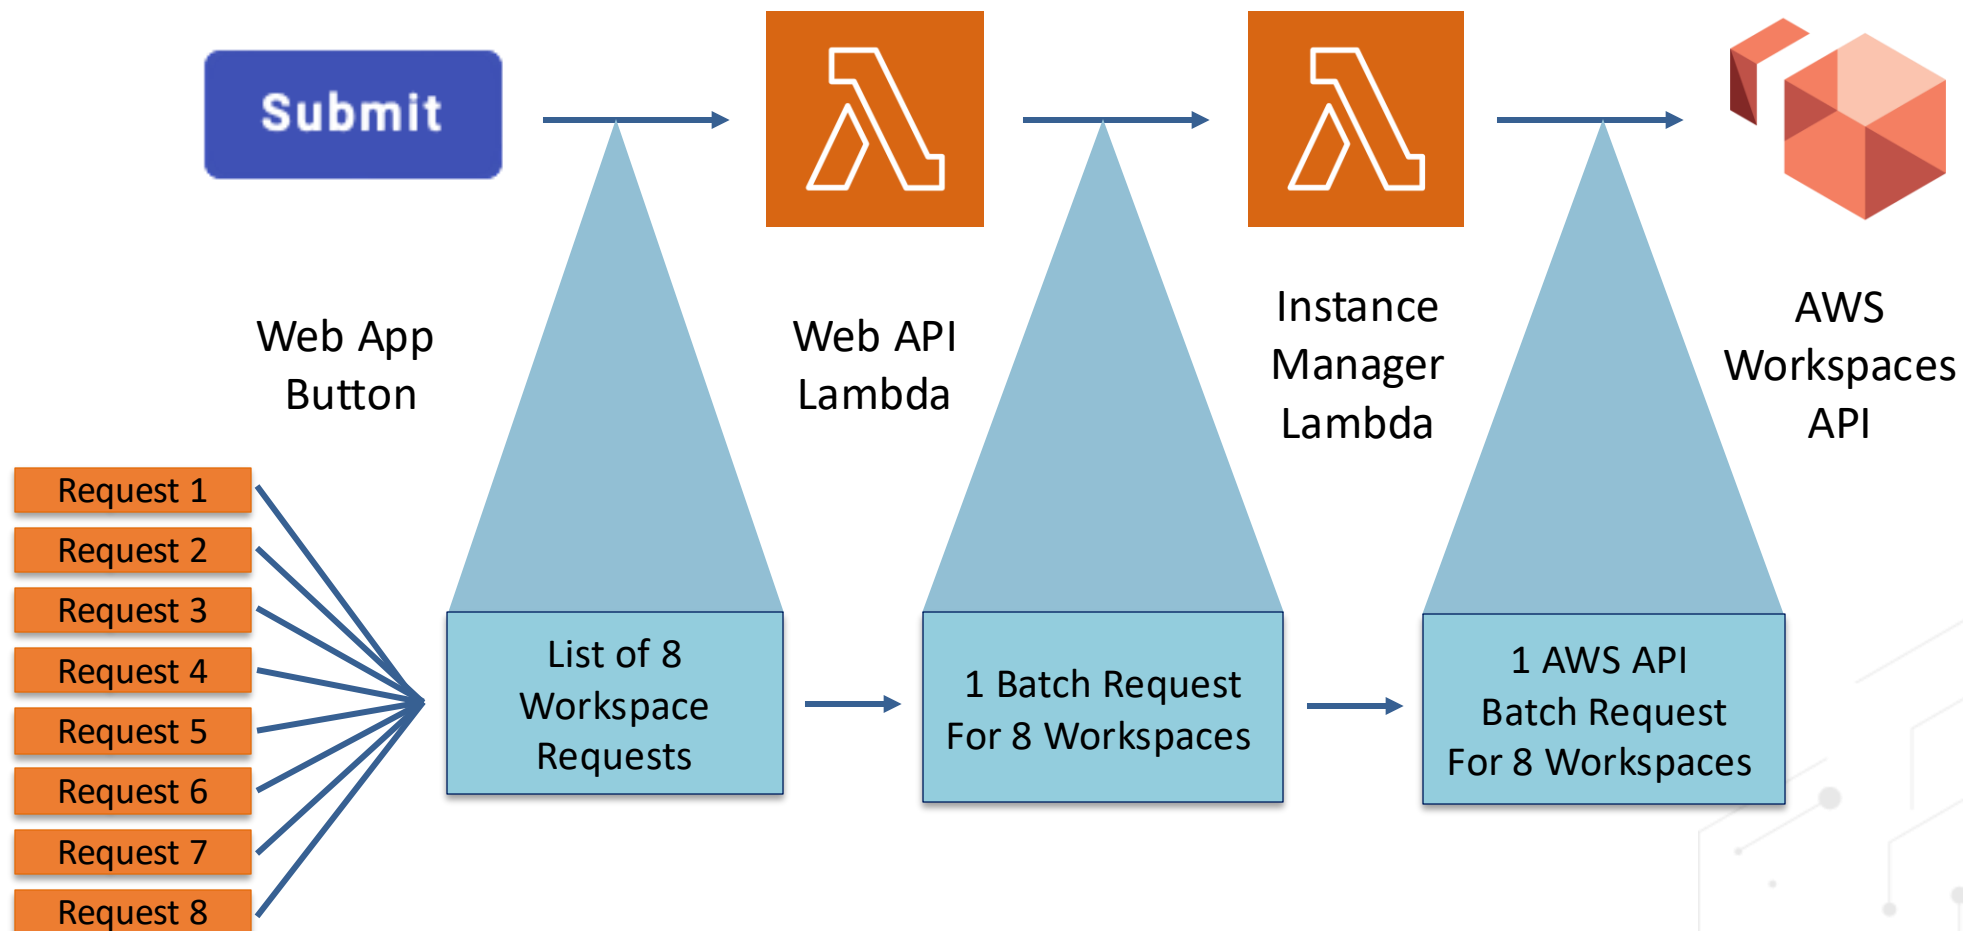 Submit
Web App
Button
Web API
Lambda
Instance
Manager
Lambda
AWS
Workspaces
API
Request 1
Request 2
Request 3
Request 4
Request 5
Request 6
Request 7
Request 8
List of 8
Workspace
Requests
1 Batch Request
For 8 Workspaces
1 AWS API
Batch Request
For 8 Workspaces